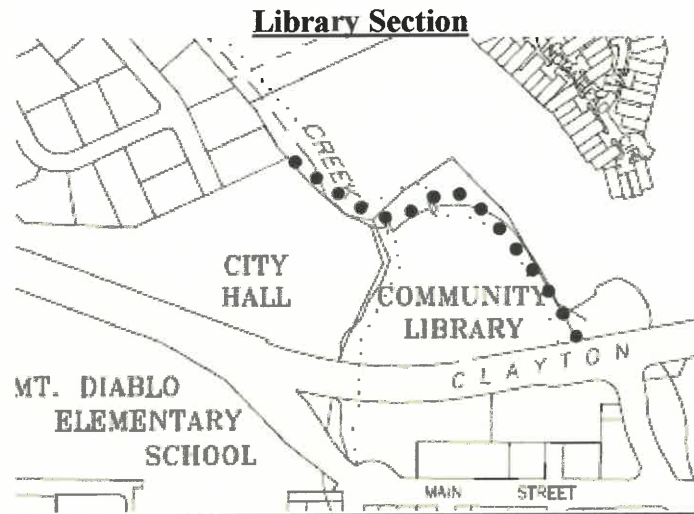 Library Section
CREEK
CITY
HALL
COMMUNITY
LIBRARY
CLAYTON
MT. DIABLO
ELEMENTARY
SCHOOL
MAIN STREET